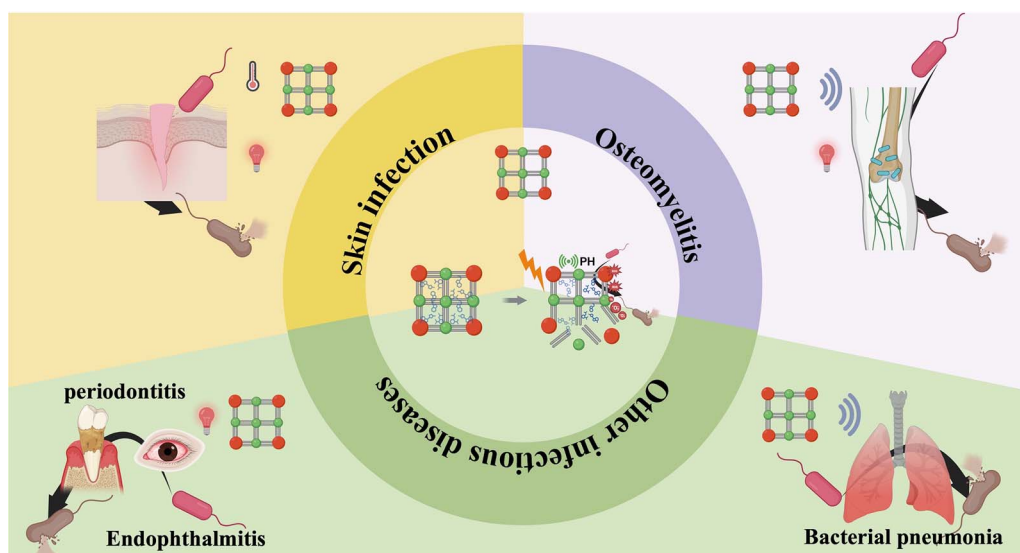 Skin infection
Osteomyelitis
PH
Other infectious diseases
periodontitis
Endophthalmitis
Bacterial pneumonia